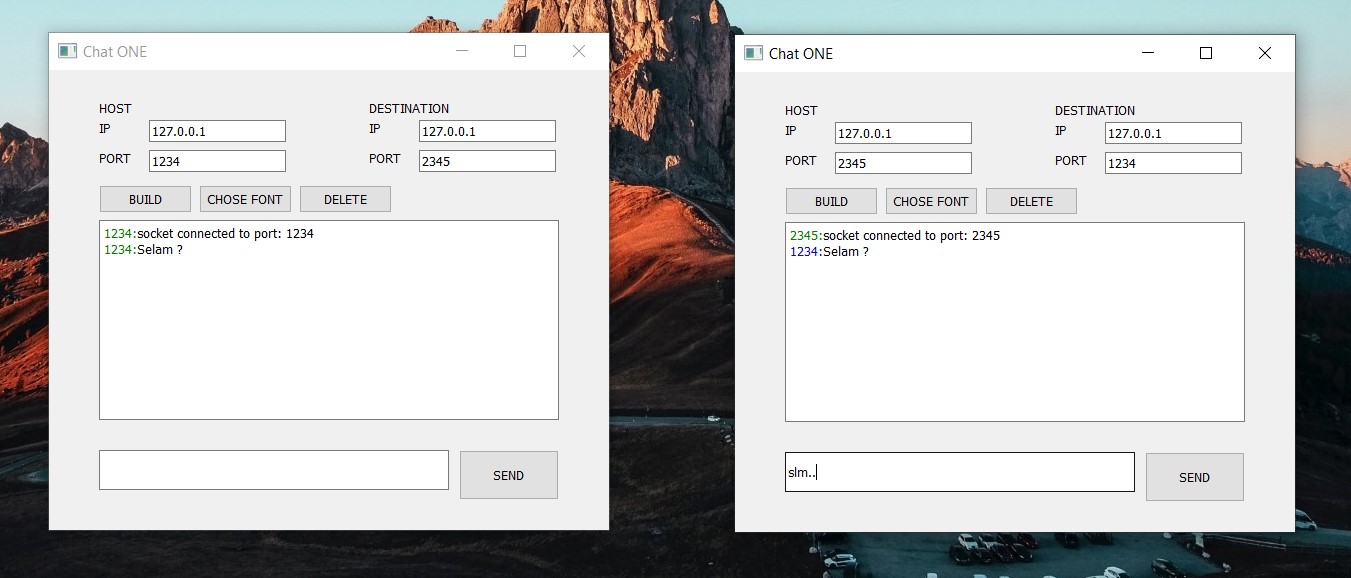 Chat ONE
HOST
DESTINATION
IP 127.0.0.1
IP 127.0.0.1
PORT 1234
PORT 2345
BUILD CHOSE FONT DELETE
1234:socket connected to port: 1234
1234:Selam ?
SEND
Chat ONE
HOST
DESTINATION
IP 127.0.0.1
IP 127.0.0.1
PORT 2345
PORT 1234
BUILD CHOSE FONT DELETE
2345:socket connected to port: 2345
1234:Selam ?
slm..
SEND